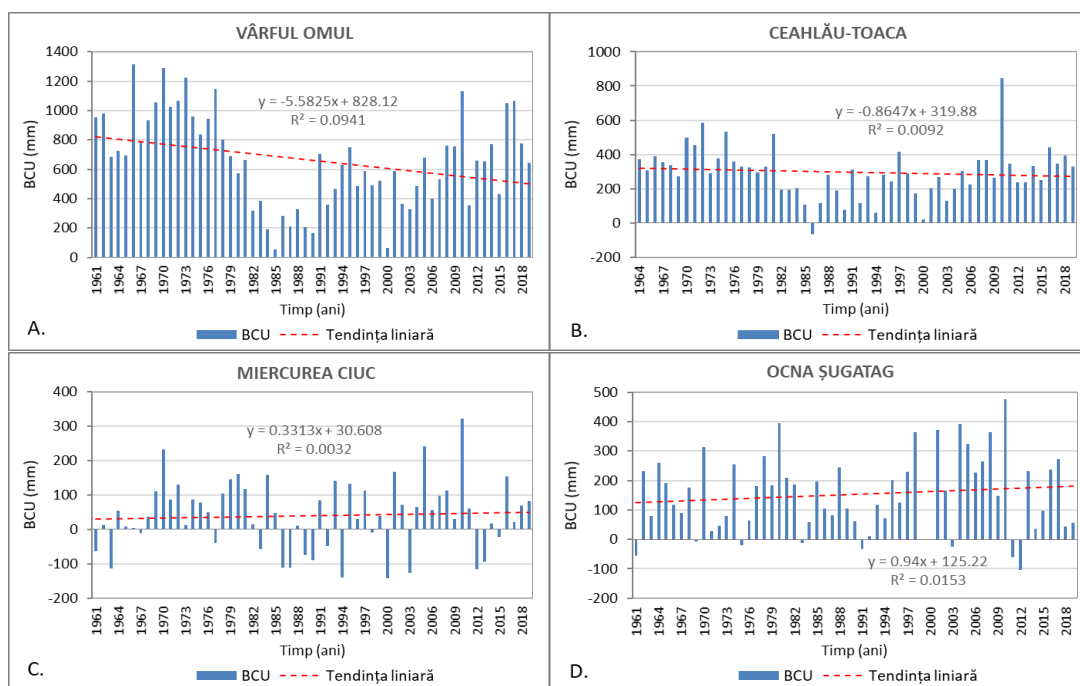 VÂRFUL OMUL
1400
1200
1000
800
600
400
200
0
BCU (mm)
y = -5.5825x + 828.12
R² = 0.0941
1961 1964 1967 1970 1973 1976 1979 1982 1985 1988 1991 1994 1997 2000 2003 2006 2009 2012 2015 2018
Timp (ani)
A.
BCU Tendința liniară
CEAHLĂU-TOACA
1000
800
600
400
200
0
-200
BCU (mm)
y = -0.8647x + 319.88
R² = 0.0092
1964 1967 1970 1973 1976 1979 1982 1985 1988 1991 1994 1997 2000 2003 2006 2009 2012 2015 2018
Timp (ani)
B.
BCU Tendința liniară
MIERCUREA CIUC
400
300
200
100
0
-100
-200
BCU (mm)
y = 0.3313x + 30.608
R² = 0.0032
1961 1964 1967 1970 1973 1976 1979 1982 1985 1988 1991 1994 1997 2000 2003 2006 2009 2012 2015 2018
Timp (ani)
C.
BCU Tendința liniară
OCNA ȘUGATAG
500
400
300
200
100
0
-100
-200
BCU (mm)
y = 0.94x + 125.22
R² = 0.0153
1961 1964 1967 1970 1973 1976 1979 1982 1985 1988 1991 1994 1997 2000 2003 2006 2009 2012 2015 2018
Timp (ani)
D.
BCU Tendința liniară